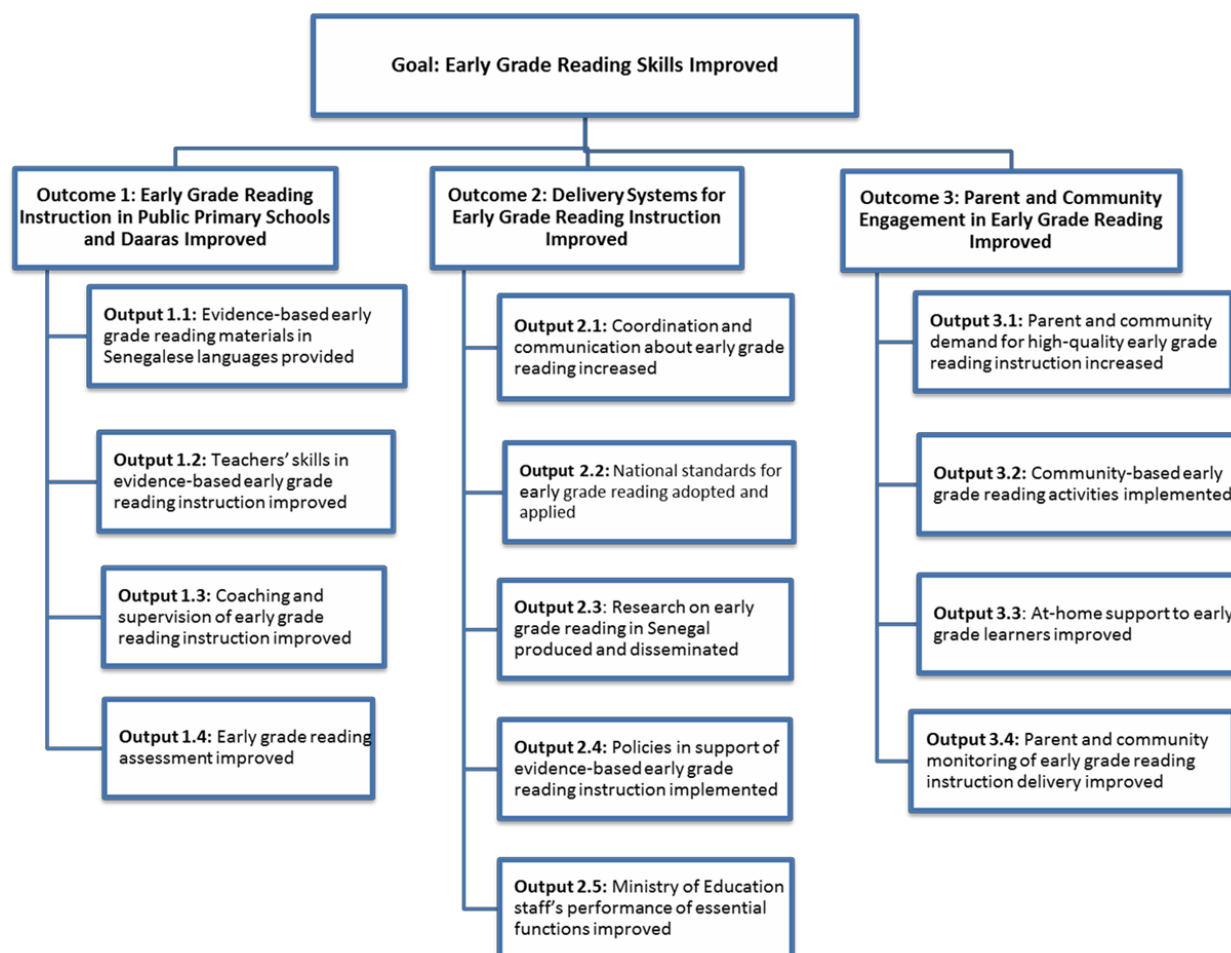 Goal: Early Grade Reading Skills Improved
Outcome 1: Early Grade Reading
Instruction in Public Primary Schools
and Daaras Improved
Output 1.1: Evidence-based early
grade reading materials in
Senegalese languages provided
Output 1.2: Teachers' skills in
evidence-based early grade
reading instruction improved
Output 1.3: Coaching and
supervision of early grade
reading instruction improved
Output 1.4: Early grade reading
assessment improved
Outcome 2: Delivery Systems for
Early Grade Reading Instruction
Improved
Output 2.1: Coordination and
communication about early grade
reading increased
Output 2.2: National standards for
early grade reading adopted and
applied
Output 2.3: Research on early
grade reading in Senegal
produced and disseminated
Output 2.4: Policies in support of
evidence-based early grade
reading instruction implemented
Output 2.5: Ministry of Education
staff's performance of essential
functions improved
Outcome 3: Parent and Community
Engagement in Early Grade Reading
Improved
Output 3.1: Parent and community
demand for high-quality early grade
reading instruction increased
Output 3.2: Community-based early
grade reading activities implemented
Output 3.3: At-home support to early
grade learners improved
Output 3.4: Parent and community
monitoring of early grade reading
instruction delivery improved